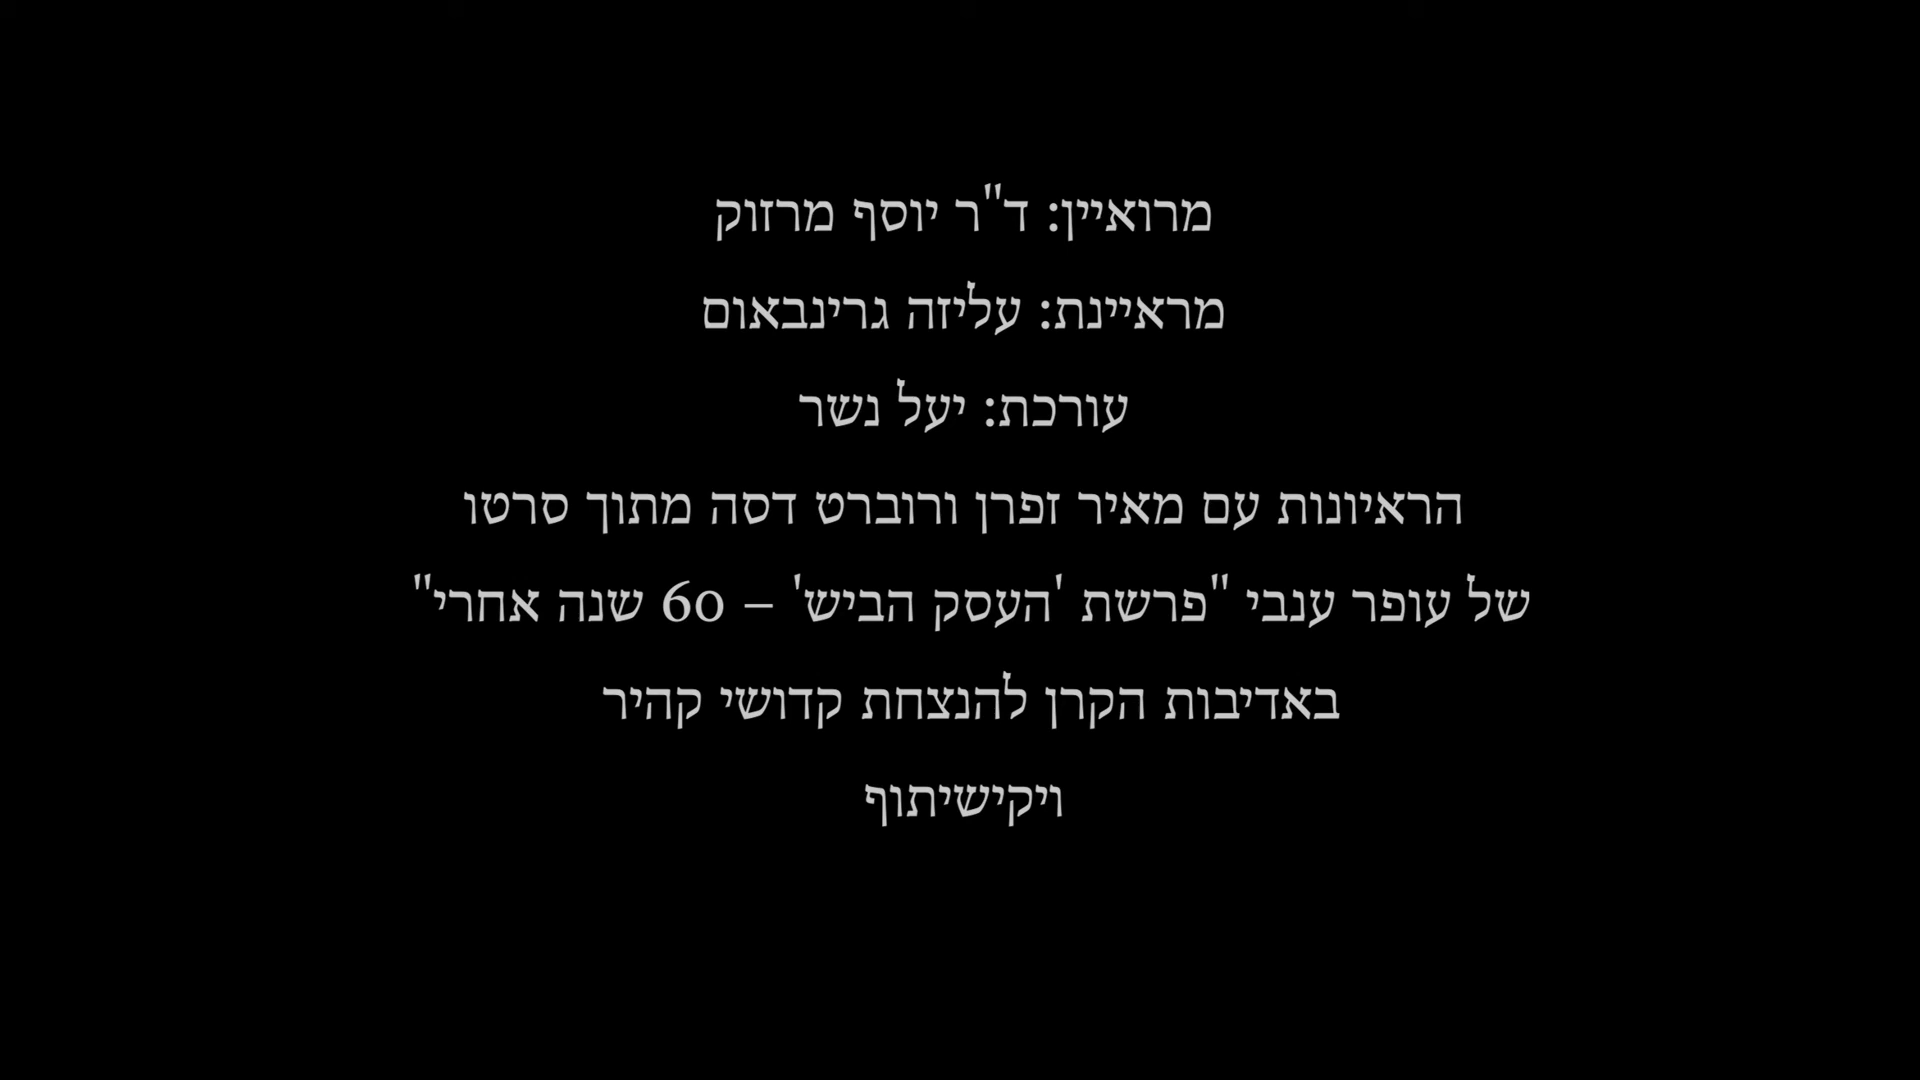 מרואיין: ד"ר יוסף מרזוק
מראיינת: עליזה גרינבאום
עורכת: יעל נשר
הראיונות עם מאיר זפרן ורוברט דסה מתוך סרטו
של עופר ענבי "פרשת 'העסק הביש' – 60 שנה אחרי"
באדיבות הקרן להנצחת קדושי קהיר
ויקישיתוף